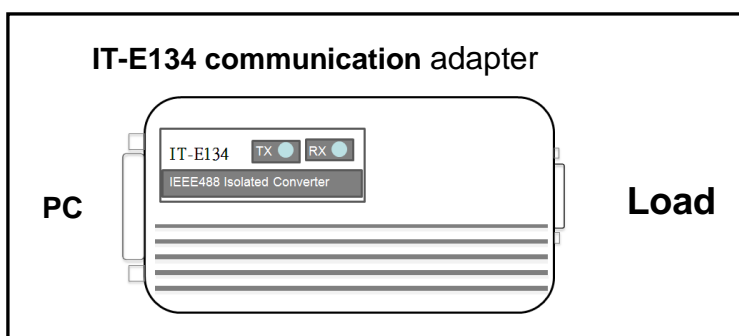 IT-E134 communication adapter
IT-E134 TX RX
IEEE488 Isolated Converter
PC
Load